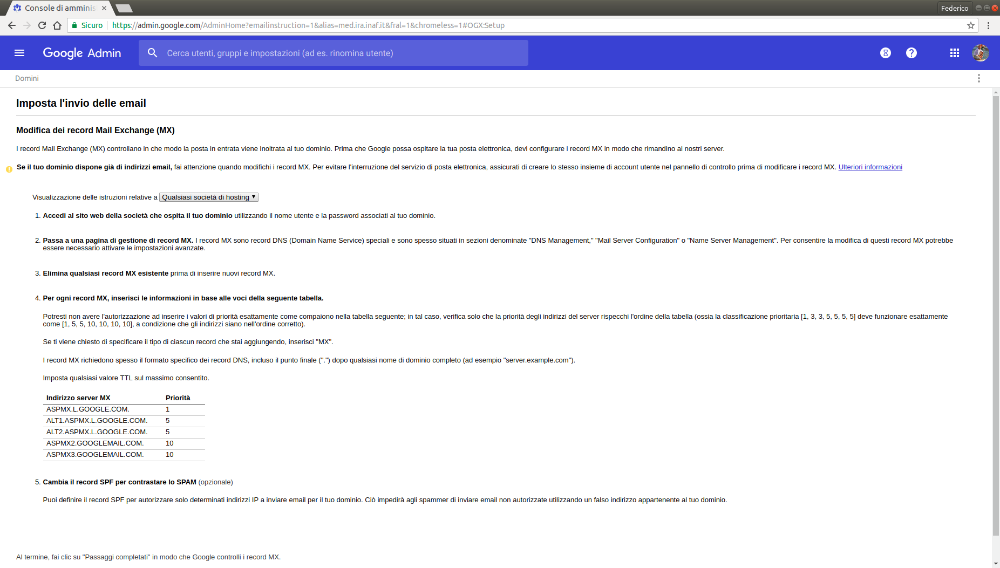 Console di amminis
Federico
Sicuro https://admin.google.com/AdminHome?emailinstruction=1&alias=med.ira.inaf.it&fral=1&chromeless=1#OGX:Setup
Google Admin
Cerca utenti, gruppi e impostazioni (ad es. rinomina utente)
Domini
Imposta l'invio delle email
Modifica dei record Mail Exchange (MX)
I record Mail Exchange (MX) controllano in che modo la posta in entrata viene inoltrata al tuo dominio. Prima che Google possa ospitare la tua posta elettronica, devi configurare i record MX in modo che rimandino ai nostri server.
Se il tuo dominio dispone già di indirizzi email, fai attenzione quando modifichi i record MX. Per evitare l'interruzione del servizio di posta elettronica, assicurati di creare lo stesso insieme di account utente nel pannello di controllo prima di modificare i record MX. Ulteriori informazioni
Visualizzazione delle istruzioni relative a Qualsiasi società di hosting
1. Accedi al sito web della società che ospita il tuo dominio utilizzando il nome utente e la password associati al tuo dominio.
2. Passa a una pagina di gestione di record MX. I record MX sono record DNS (Domain Name Service) speciali e sono spesso situati in sezioni denominate "DNS Management," "Mail Server Configuration" o "Name Server Management". Per consentire la modifica di questi record MX potrebbe
essere necessario attivare le impostazioni avanzate.
3. Elimina qualsiasi record MX esistente prima di inserire nuovi record MX.
4. Per ogni record MX, inserisci le informazioni in base alle voci della seguente tabella.
Potresti non avere l'autorizzazione ad inserire i valori di priorità esattamente come compaiono nella tabella seguente; in tal caso, verifica solo che la priorità degli indirizzi del server rispecchi l'ordine della tabella (ossia la classificazione prioritaria [1, 3, 3, 5, 5, 5, 5] deve funzionare esattamente
come [1, 5, 5, 10, 10, 10, 10], a condizione che gli indirizzi siano nell'ordine corretto).
Se ti viene chiesto di specificare il tipo di ciascun record che stai aggiungendo, inserisci "MX".
I record MX richiedono spesso il formato specifico dei record DNS, incluso il punto finale (".") dopo qualsiasi nome di dominio completo (ad esempio "server.example.com").
Imposta qualsiasi valore TTL sul massimo consentito.
Indirizzo server MX Priorità
ASPMX.L.GOOGLE.COM. 1
ALT1.ASPMX.L.GOOGLE.COM. 5
ALT2.ASPMX.L.GOOGLE.COM. 5
ASPMX2.GOOGLEMAIL.COM. 10
ASPMX3.GOOGLEMAIL.COM. 10
5. Cambia il record SPF per contrastare lo SPAM (opzionale)
Puoi definire il record SPF per autorizzare solo determinati indirizzi IP a inviare email per il tuo dominio. Ciò impedirà agli spammer di inviare email non autorizzate utilizzando un falso indirizzo appartenente al tuo dominio.
Al termine, fai clic su "Passaggi completati" in modo che Google controlli i record MX.